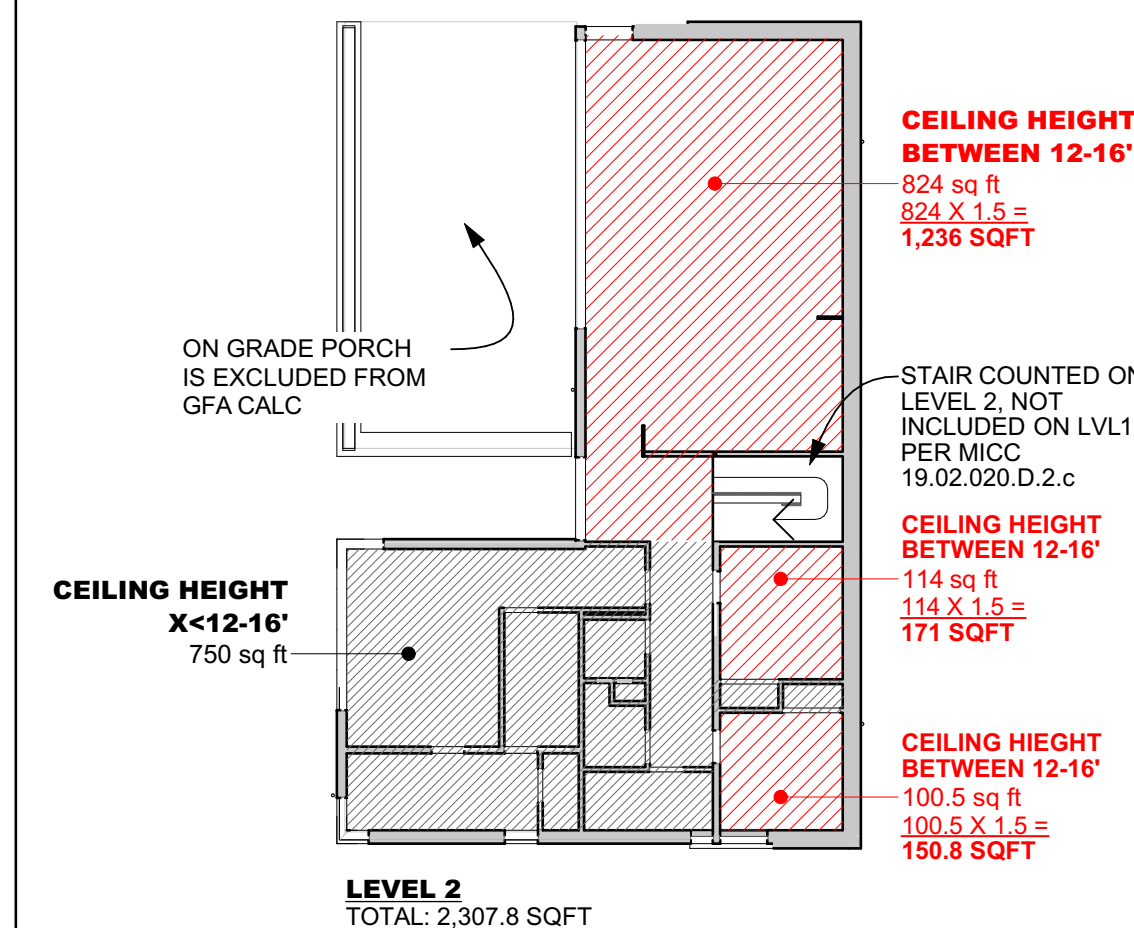 CEILING HEIGHT
BETWEEN 12-16'
824 sq ft
824 X 1.5 =
1,236 SQFT
ON GRADE PORCH
IS EXCLUDED FROM
GFA CALC
STAIR COUNTED ON
LEVEL 2, NOT
INCLUDED ON LVL1
PER MICC
19.02.020.D.2.c
CEILING HEIGHT
BETWEEN 12-16'
114 sq ft
114 X 1.5 =
171 SQFT
CEILING HEIGHT
X<12-16'
750 sq ft
CEILING HIEGHT
BETWEEN 12-16'
100.5 sq ft
100.5 X 1.5 =
150.8 SQFT
LEVEL 2
TOTAL: 2,307.8 SQFT